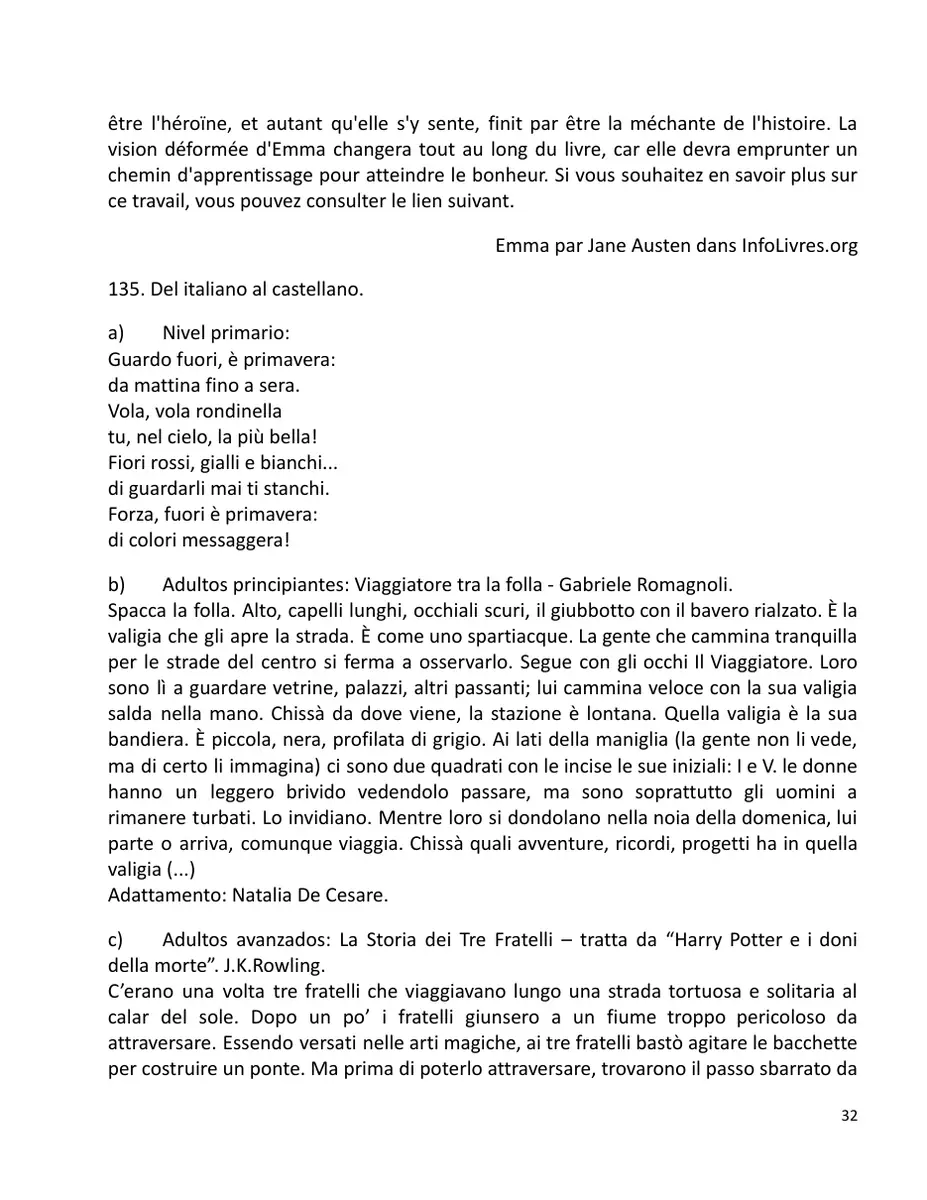 être l'héroïne, et autant qu'elle s'y sente, finit par être la méchante de l'histoire. La
vision déformée d'Emma changera tout au long du livre, car elle devra emprunter un
chemin d'apprentissage pour atteindre le bonheur. Si vous souhaitez en savoir plus sur
ce travail, vous pouvez consulter le lien suivant.
Emma par Jane Austen dans InfoLivres.org
135. Del italiano al castellano.
a) Nivel primario:
Guardo fuori, è primavera:
da mattina fino a sera.
Vola, vola rondinella
tu, nel cielo, la più bella!
Fiori rossi, gialli e bianchi...
di guardarli mai ti stanchi.
Forza, fuori è primavera:
di colori messaggera!
b) Adultos principiantes: Viaggiatore tra la folla - Gabriele Romagnoli.
Spacca la folla. Alto, capelli lunghi, occhiali scuri, il giubbotto con il bavero rialzato. È la
valigia che gli apre la strada. È come uno spartiacque. La gente che cammina tranquilla
per le strade del centro si ferma a osservarlo. Segue con gli occhi Il Viaggiatore. Loro
sono lì a guardare vetrine, palazzi, altri passanti; lui cammina veloce con la sua valigia
salda nella mano. Chissà da dove viene, la stazione è lontana. Quella valigia è la sua
bandiera. È piccola, nera, profilata di grigio. Ai lati della maniglia (la gente non li vede,
ma di certo li immagina) ci sono due quadrati con le incise le sue iniziali: I e V. le donne
hanno un leggero brivido vedendolo passare, ma sono soprattutto gli uomini a
rimanere turbati. Lo invidiano. Mentre loro si dondolano nella noia della domenica, lui
parte o arriva, comunque viaggia. Chissà quali avventure, ricordi, progetti ha in quella
valigia (...)
Adattamento: Natalia De Cesare.
c) Adultos avanzados: La Storia dei Tre Fratelli – tratta da “Harry Potter e i doni
della morte”. J.K.Rowling.
C’erano una volta tre fratelli che viaggiavano lungo una strada tortuosa e solitaria al
calar del sole. Dopo un po’ i fratelli giunsero a un fiume troppo pericoloso da
attraversare. Essendo versati nelle arti magiche, ai tre fratelli bastò agitare le bacchette
per costruire un ponte. Ma prima di poterlo attraversare, trovarono il passo sbarrato da
32